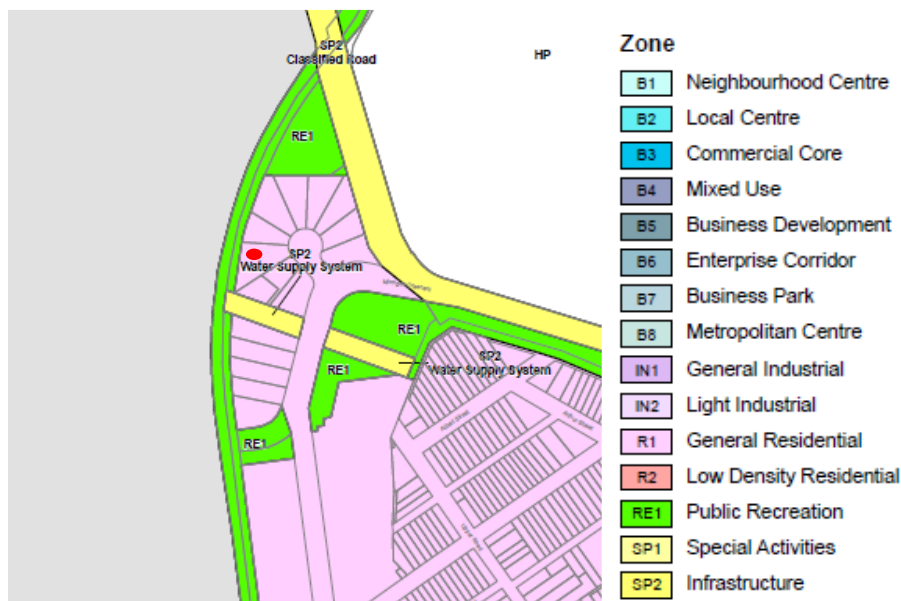 SP2
Classified Road
HP
RE1
SP2
Water Supply System
RE1
SP2
Water Supply System
RE1
RE1
Albert Street
Zone
B1 Neighbourhood Centre
B2 Local Centre
B3 Commercial Core
B4 Mixed Use
B5 Business Development
B6 Enterprise Corridor
B7 Business Park
B8 Metropolitan Centre
IN1 General Industrial
IN2 Light Industrial
R1 General Residential
R2 Low Density Residential
RE1 Public Recreation
SP1 Special Activities
SP2 Infrastructure